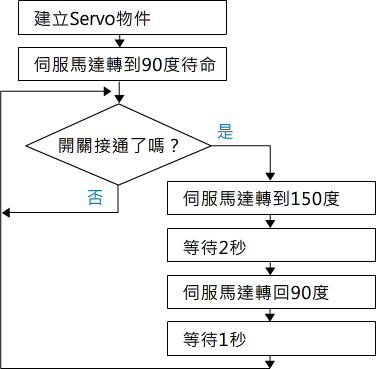 建立Servo物件
伺服馬達轉到90度待命
開關接通了嗎？
是
否
伺服馬達轉到150度
等待2秒
伺服馬達轉回90度
等待1秒